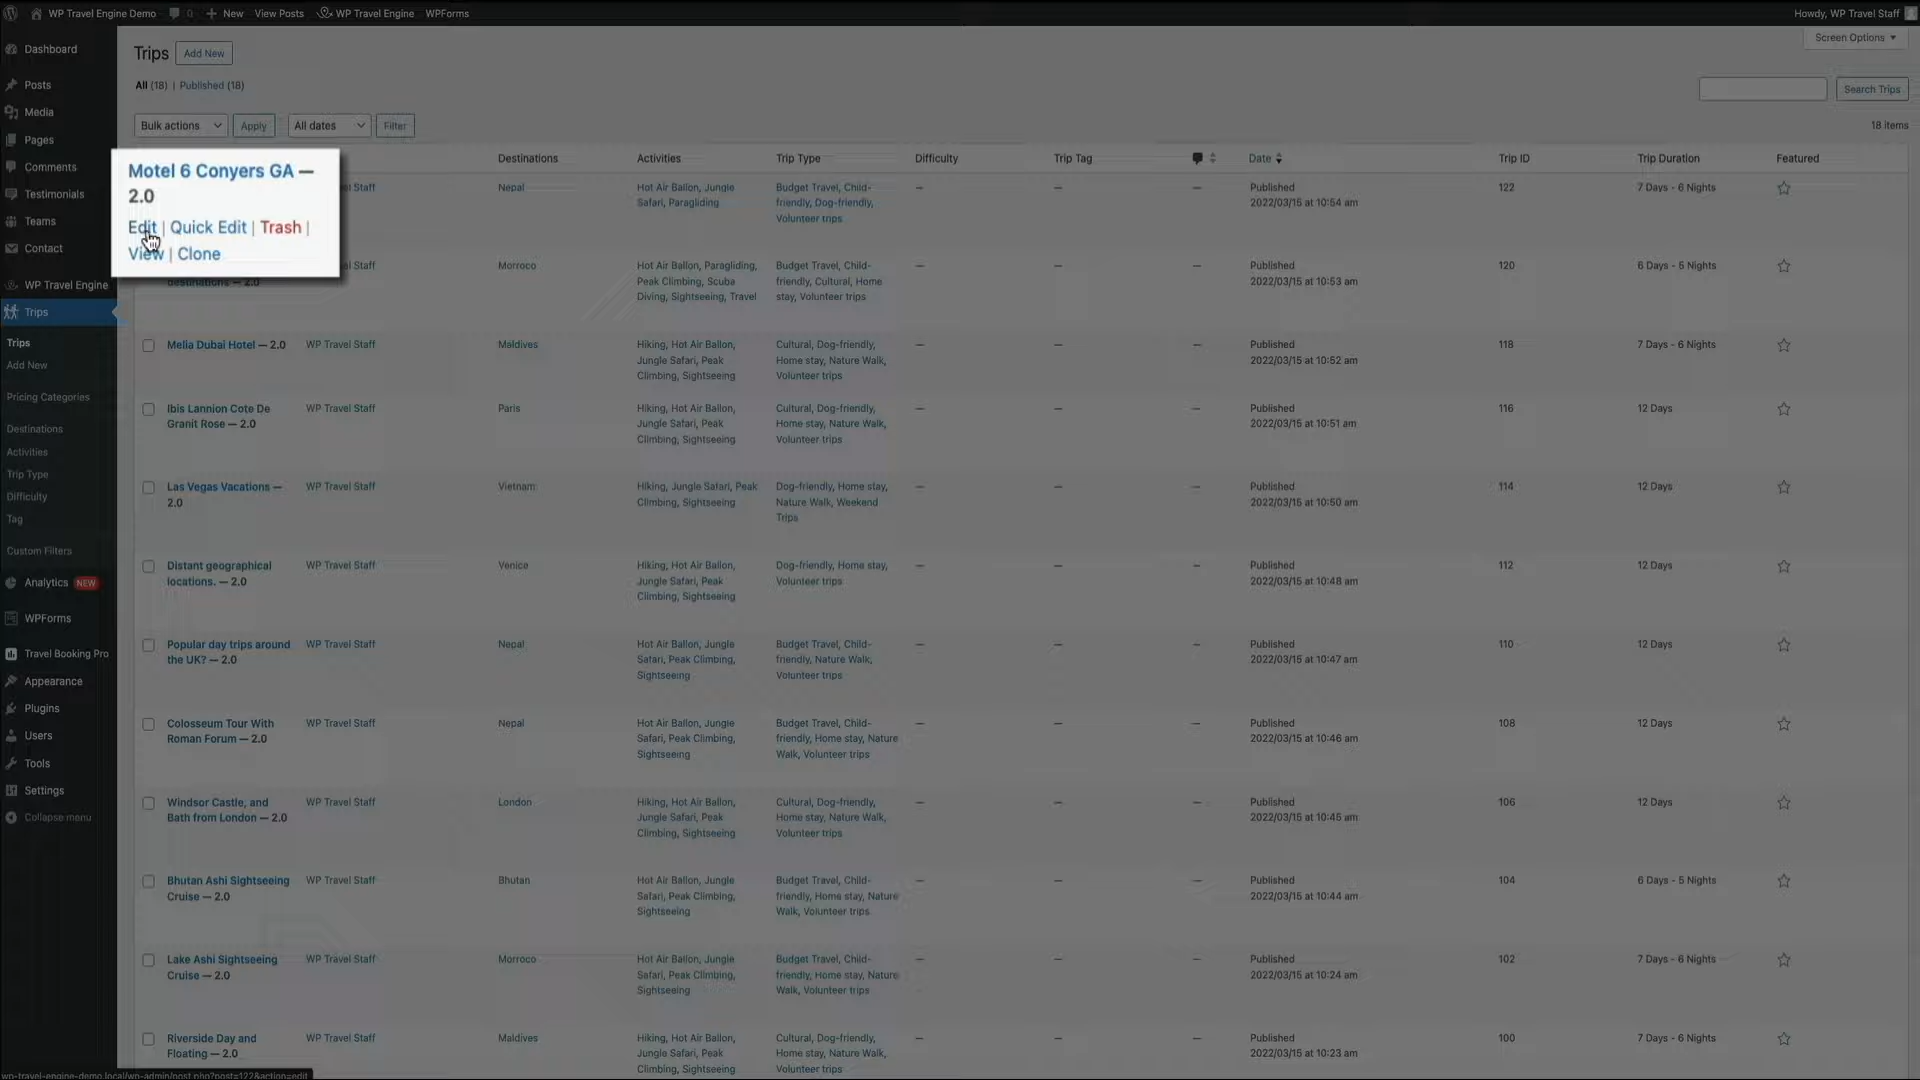 WP Travel Engine Demo 0 New View Posts WP Travel Engine WPForms Howdy, WP Travel Staff
Dashboard
Posts
Media
Pages
Comments
Testimonials
Teams
Contact
WP Travel Engine
Trips
Trips
Add New
Pricing Categories
Destinations
Activities
Trip Type
Difficulty
Tag
Custom Filters
Analytics NEW
WPForms
Travel Booking Pro
Appearance
Plugins
Users
Tools
Settings
Collapse menu
Screen Options
Trips Add New
All (18) | Published (18)
Search Trips
Bulk actions Apply All dates Filter 18 items
Destinations Activities Trip Type Difficulty Trip Tag Date Trip ID Trip Duration Featured
Motel 6 Conyers GA —
2.0
Edit | Quick Edit | Trash |
View | Clone
Staff Nepal Hot Air Ballon, Jungle Budget Travel, Child- — — — Published 122 7 Days - 6 Nights
Safari, Paragliding friendly, Dog-friendly, 2022/03/15 at 10:54 am
Volunteer trips
Staff Morroco Hot Air Ballon, Paragliding, Budget Travel, Child- — — — Published 120 6 Days - 5 Nights
destinations — 2.0 Peak Climbing, Scuba friendly, Cultural, Home 2022/03/15 at 10:53 am
Diving, Sightseeing, Travel stay, Volunteer trips
Melia Dubai Hotel — 2.0 WP Travel Staff Maldives Hiking, Hot Air Ballon, Cultural, Dog-friendly, — — — Published 118 7 Days - 6 Nights
Jungle Safari, Peak Home stay, Nature Walk, 2022/03/15 at 10:52 am
Climbing, Sightseeing Volunteer trips
Ibis Lannion Cote De WP Travel Staff Paris Hiking, Hot Air Ballon, Cultural, Dog-friendly, — — — Published 116 12 Days
Granit Rose — 2.0 Jungle Safari, Peak Home stay, Nature Walk, 2022/03/15 at 10:51 am
Climbing, Sightseeing Volunteer trips
Las Vegas Vacations — WP Travel Staff Vietnam Hiking, Jungle Safari, Peak Dog-friendly, Home stay, — — — Published 114 12 Days
2.0 Climbing, Sightseeing Nature Walk, Weekend 2022/03/15 at 10:50 am
Trips
Distant geographical WP Travel Staff Venice Hiking, Hot Air Ballon, Dog-friendly, Home stay, — — — Published 112 12 Days
locations. — 2.0 Jungle Safari, Peak Volunteer trips 2022/03/15 at 10:48 am
Climbing, Sightseeing
Popular day trips around WP Travel Staff Nepal Hot Air Ballon, Jungle Budget Travel, Child- — — — Published 110 12 Days
the UK? — 2.0 Safari, Peak Climbing, friendly, Nature Walk, 2022/03/15 at 10:47 am
Sightseeing Volunteer trips
Colosseum Tour With WP Travel Staff Nepal Hot Air Ballon, Jungle Budget Travel, Child- — — — Published 108 12 Days
Roman Forum — 2.0 Safari, Peak Climbing, friendly, Home stay, Nature 2022/03/15 at 10:46 am
Sightseeing Walk, Volunteer trips
Windsor Castle, and WP Travel Staff London Hiking, Hot Air Ballon, Cultural, Dog-friendly, — — — Published 106 12 Days
Bath from London — 2.0 Jungle Safari, Peak Home stay, Nature Walk, 2022/03/15 at 10:45 am
Climbing, Sightseeing Volunteer trips
Bhutan Ashi Sightseeing WP Travel Staff Bhutan Hot Air Ballon, Jungle Budget Travel, Child- — — — Published 104 6 Days - 5 Nights
Cruise — 2.0 Safari, Peak Climbing, friendly, Home stay, Nature 2022/03/15 at 10:44 am
Sightseeing Walk, Volunteer trips
Lake Ashi Sightseeing WP Travel Staff Morroco Hot Air Ballon, Jungle Budget Travel, Child- — — — Published 102 7 Days - 6 Nights
Cruise — 2.0 Safari, Peak Climbing, friendly, Home stay, Nature 2022/03/15 at 10:24 am
Sightseeing Walk, Volunteer trips
Riverside Day and WP Travel Staff Maldives Hiking, Hot Air Ballon, Cultural, Dog-friendly, — — — Published 100 7 Days - 6 Nights
Floating — 2.0 Jungle Safari, Peak Home stay, Nature Walk, 2022/03/15 at 10:23 am
Climbing, Sightseeing Volunteer trips
wp-travel-engine-demo.local/wp-admin/post.php?post=122&action=edit